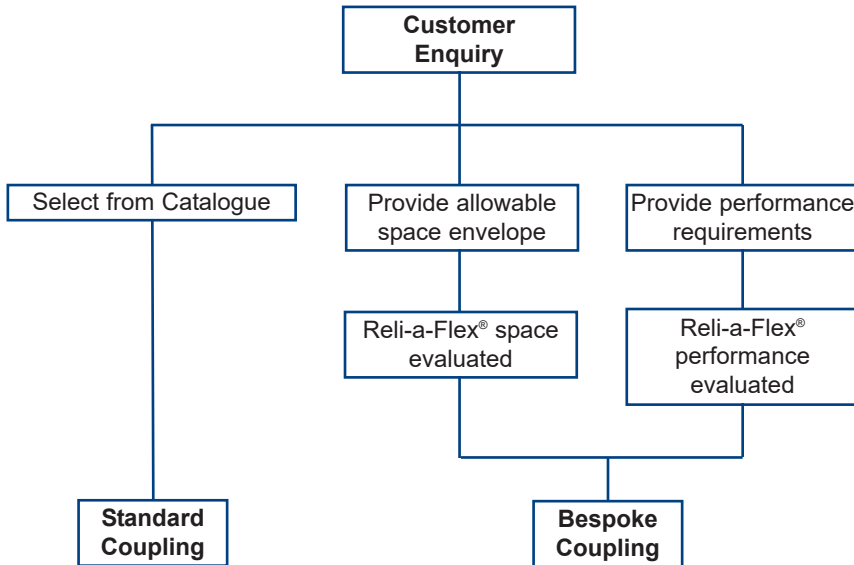 Customer
Enquiry
Select from Catalogue
Provide allowable
space envelope
Provide performance
requirements
Reli-a-Flex® space
evaluated
Reli-a-Flex®
performance
evaluated
Standard
Coupling
Bespoke
Coupling